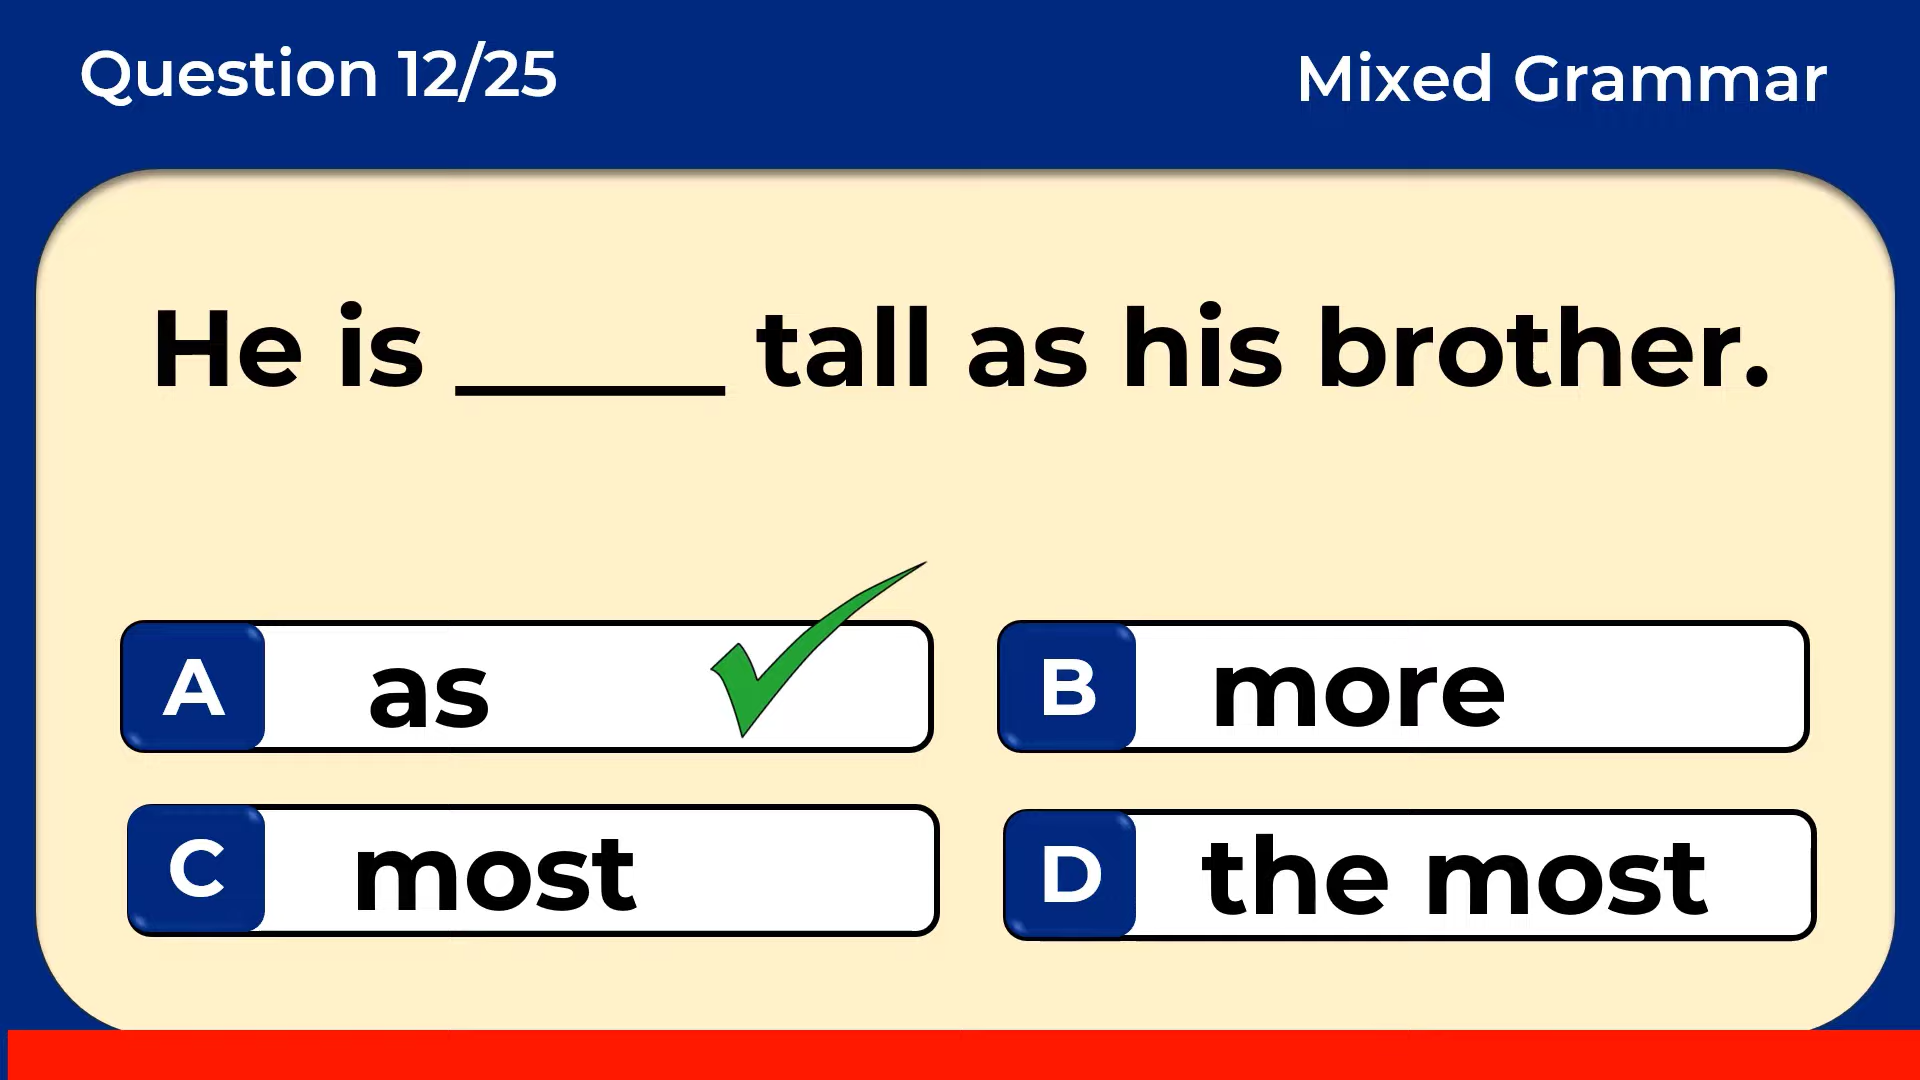 Question 12/25
Mixed Grammar
He is _____ tall as his brother.
A as
B more
C most
D the most